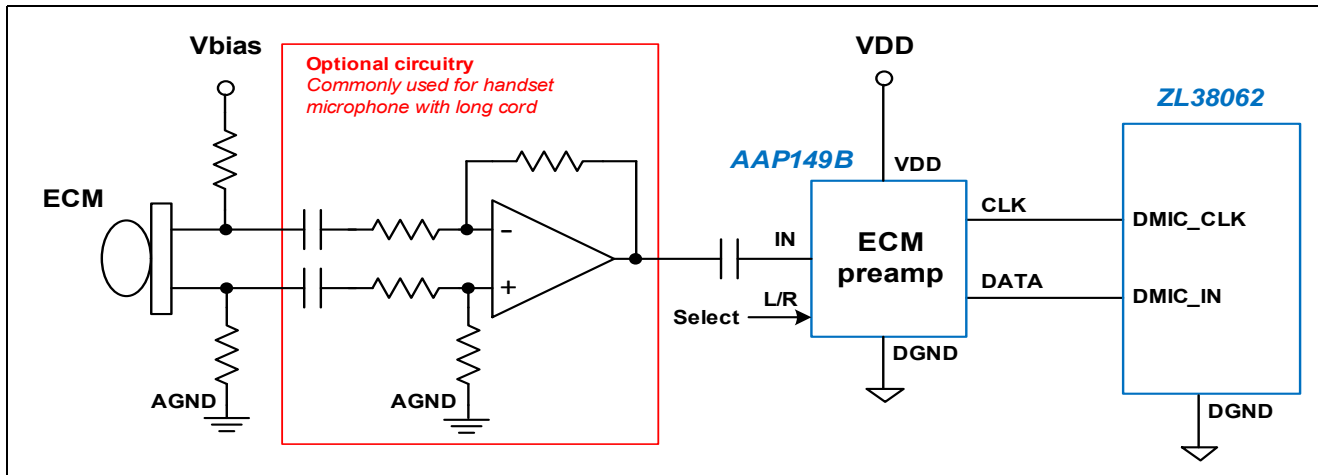 Vbias
Optional circuitry
Commonly used for handset
microphone with long cord
VDD
ZL38062
AAP149B
VDD
ECM
CLK
DMIC_CLK
−
IN
ECM
preamp
+
DATA
DMIC_IN
L/R
Select
DGND
AGND
AGND
DGND